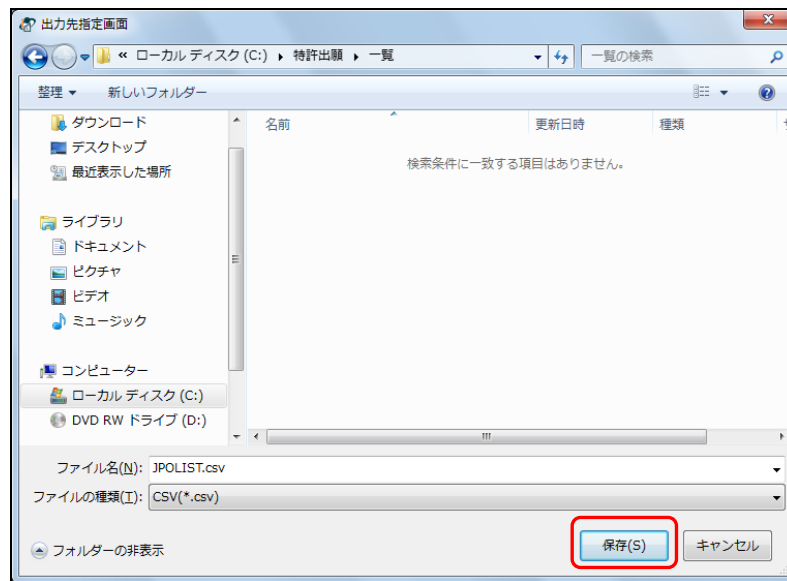 出力先指定画面
« ローカル ディスク (C:) ▸ 特許出願 ▸ 一覧
一覧の検索
整理 ▼ 新しいフォルダー
ダウンロード
デスクトップ
最近表示した場所
ライブラリ
ドキュメント
ピクチャ
ビデオ
ミュージック
コンピューター
ローカル ディスク (C:)
DVD RW ドライブ (D:)
名前 更新日時 種類
検索条件に一致する項目はありません。
ファイル名(N): JPOLIST.csv
ファイルの種類(T): CSV(*.csv)
フォルダーの非表示
保存(S) キャンセル